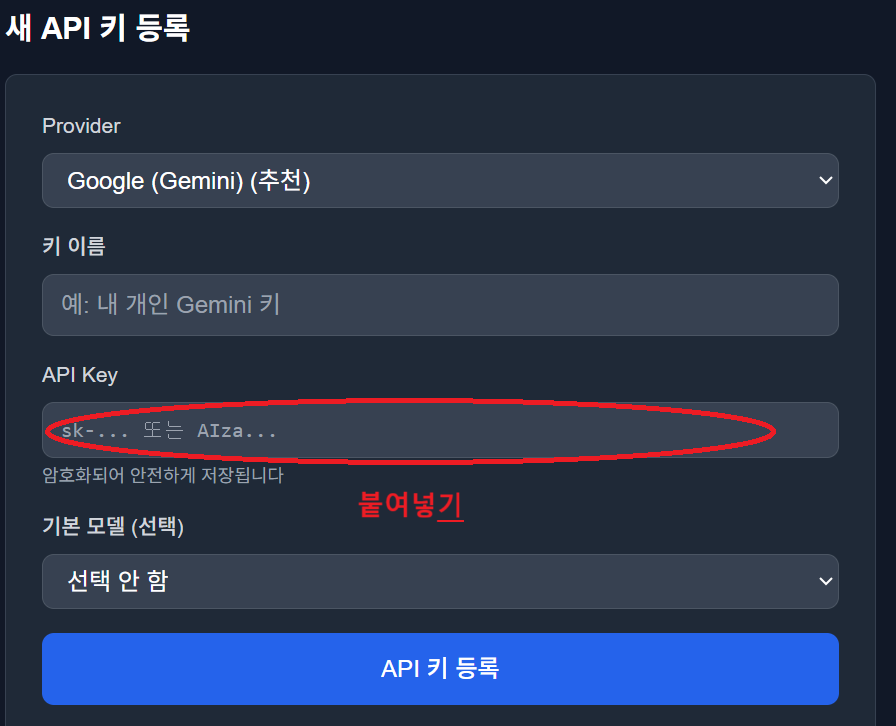 새 API 키 등록
Provider
Google (Gemini) (추천)
키 이름
예: 내 개인 Gemini 키
API Key
sk-... 또는 AIza...
암호화되어 안전하게 저장됩니다
붙여넣기
기본 모델 (선택)
선택 안 함
API 키 등록